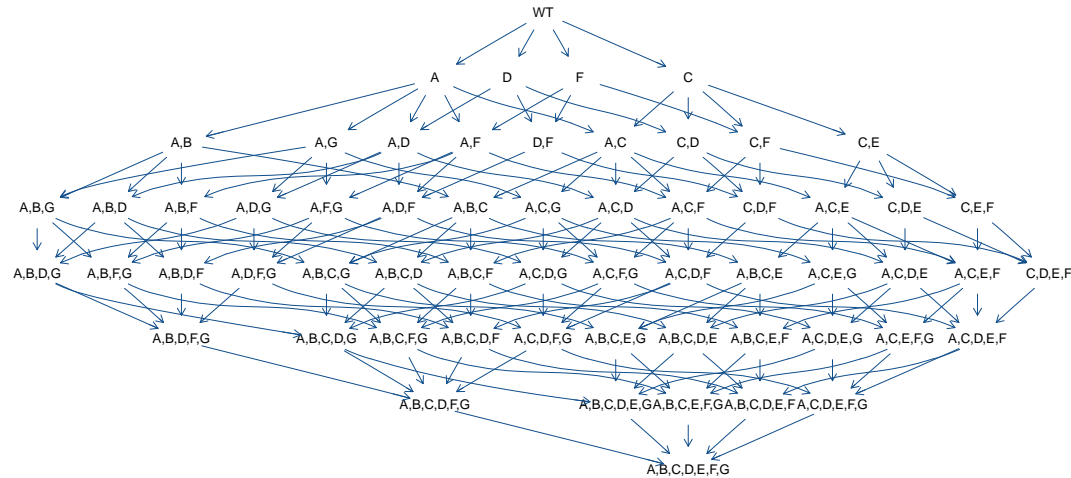 WT
A D F C
A,B A,G A,D A,F D,F A,C C,D C,F C,E
A,B,G A,B,D A,B,F A,D,G A,F,G A,D,F A,B,C A,C,G A,C,D A,C,F C,D,F A,C,E C,D,E C,E,F
A,B,D,G A,B,F,G A,B,D,F A,D,F,G A,B,C,G A,B,C,D A,B,C,F A,C,D,G A,C,F,G A,C,D,F A,B,C,E A,C,E,G A,C,D,E A,C,E,F C,D,E,F
A,B,D,F,G A,B,C,D,G A,B,C,F,G A,B,C,D,F A,C,D,F,G A,B,C,E,G A,B,C,D,E A,B,C,E,F A,C,D,E,G A,C,E,F,G A,C,D,E,F
A,B,C,D,F,G A,B,C,D,E,G A,B,C,E,F,G A,B,C,D,E,F A,C,D,E,F,G
A,B,C,D,E,F,G